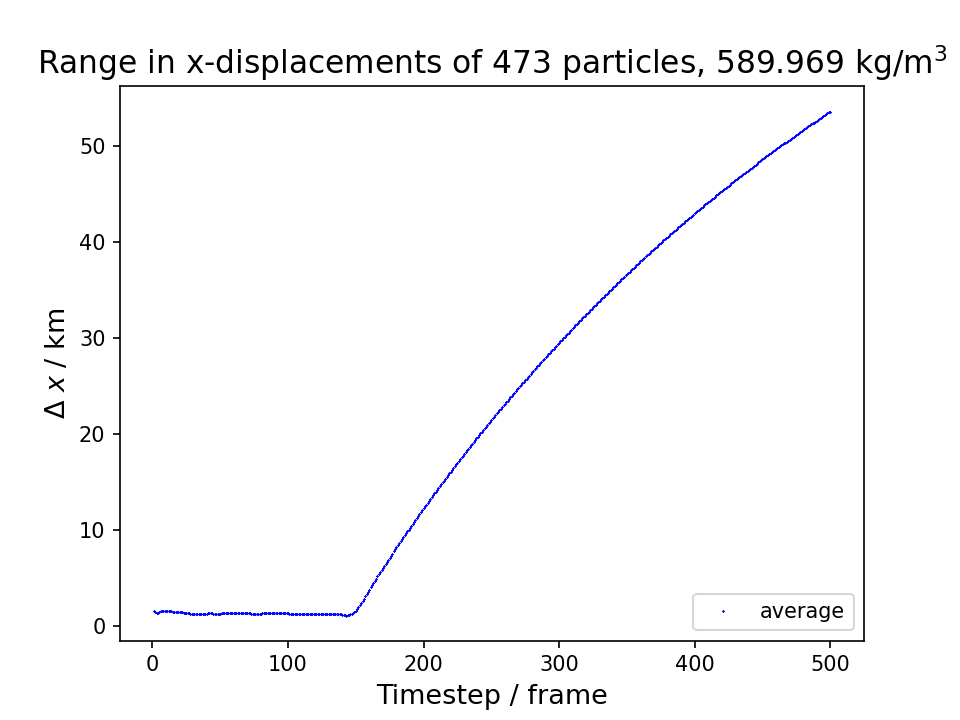 Range in x-displacements of 473 particles, 589.969 kg/m³
Δ x / km
50
40
30
20
10
0
average
0 100 200 300 400 500
Timestep / frame